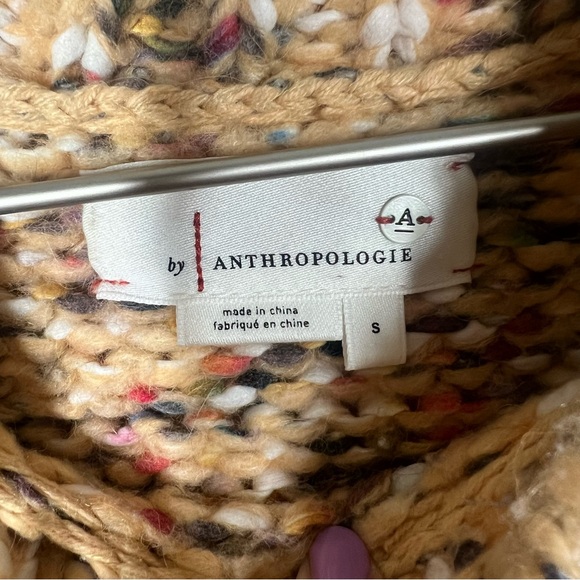 A
by ANTHROPOLOGIE
made in china
fabriqué en chine
S